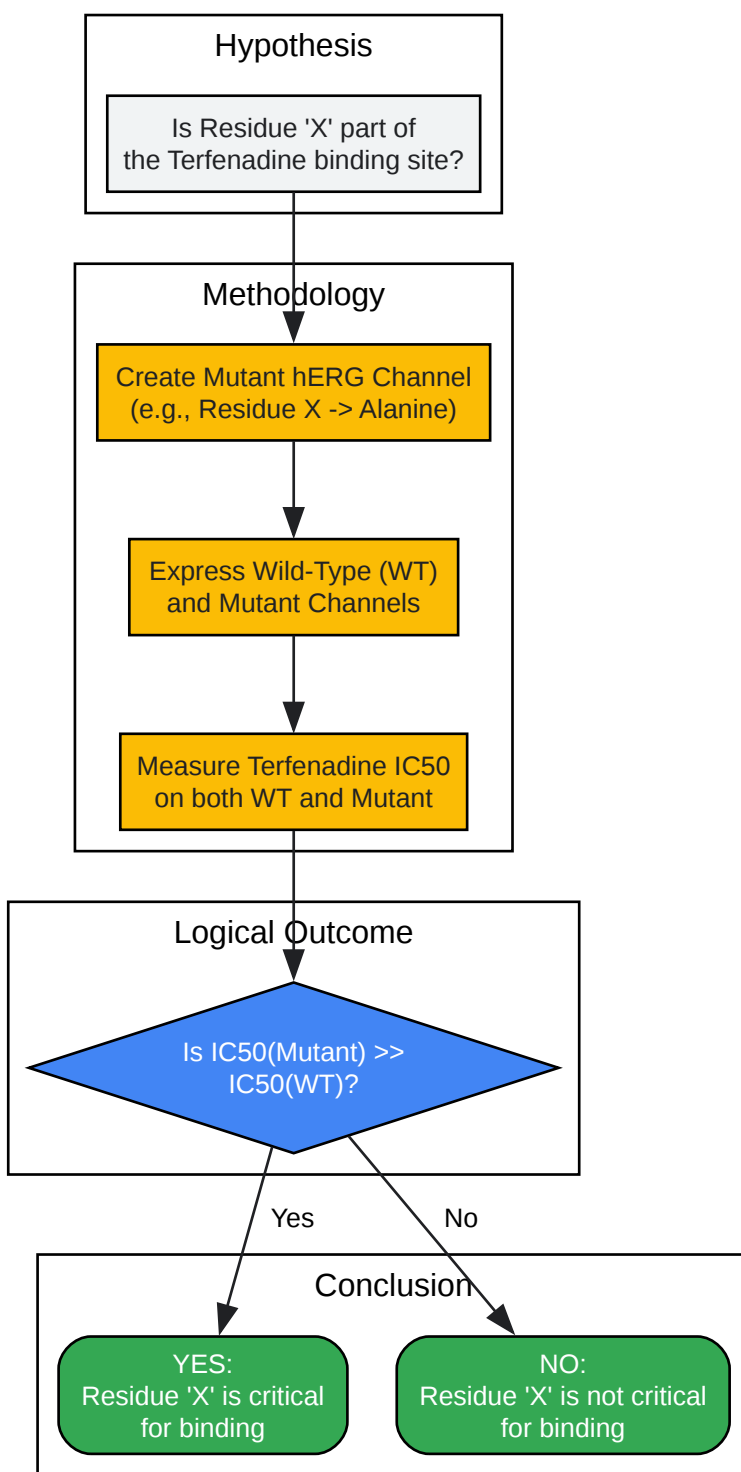 Hypothesis
Is Residue 'X' part of
the Terfenadine binding site?
Methodology
Create Mutant hERG Channel
(e.g., Residue X -> Alanine)
Express Wild-Type (WT)
and Mutant Channels
Measure Terfenadine IC50
on both WT and Mutant
Logical Outcome
Is IC50(Mutant) >>
IC50(WT)?
Yes
No
Conclusion
YES:
Residue 'X' is critical
for binding
NO:
Residue 'X' is not critical
for binding